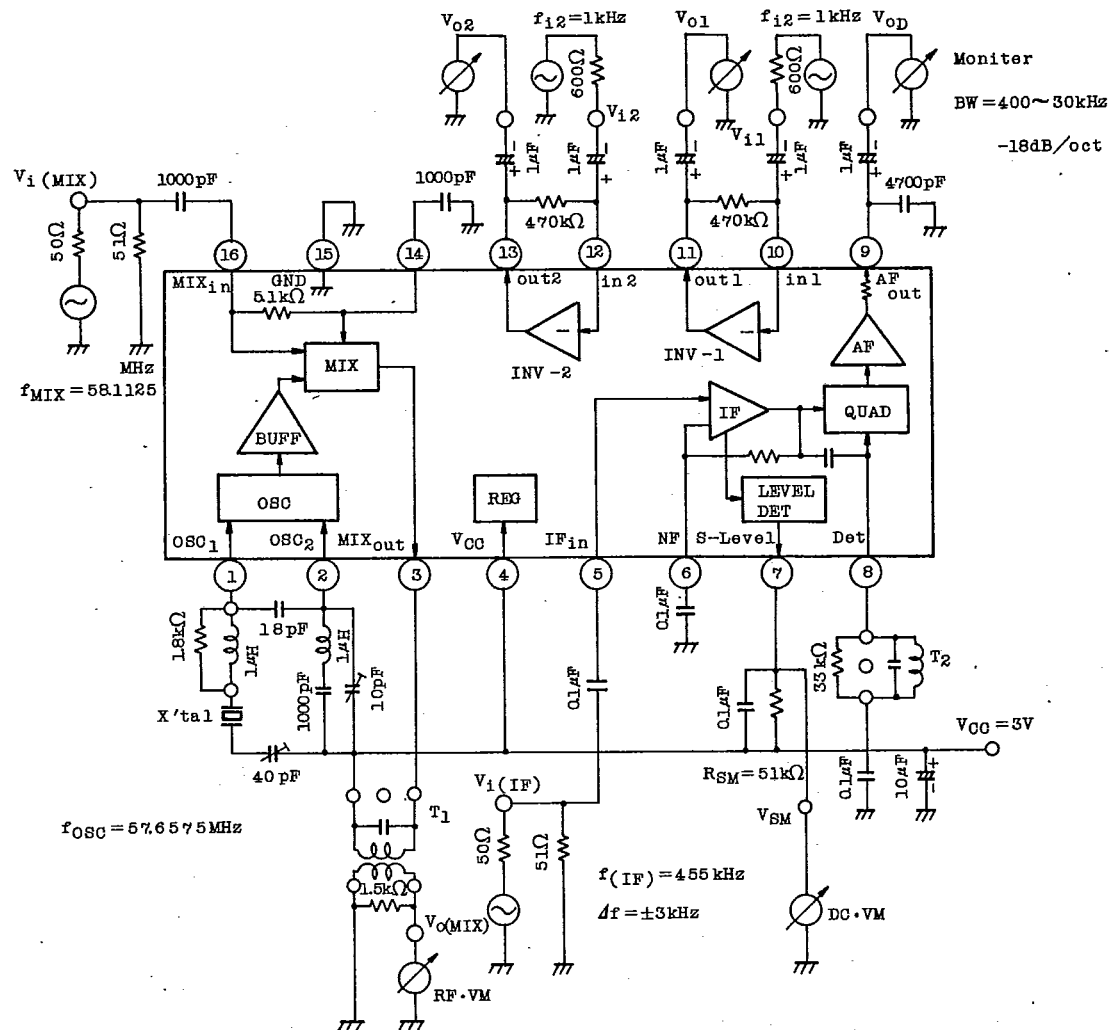 Vo2
fi2=1kHz
Vo1
fi2=1kHz
VoD
600Ω
600Ω
Moniter
BW=400~30kHz
-18dB/oct
Vi2
Vi1
- 1μF +
1μF - +
1μF - +
- 1μF +
1μF - +
Vi(MIX)
1000pF
1000pF
4700pF
50Ω
51Ω
470kΩ
470kΩ
16
15
14
13
12
11
10
9
MIXin
GND
out2
in2
out1
in1
AF out
5.1kΩ
MHz
fMIX=58.1125
MIX
INV-2
INV-1
AF
BUFF
IF
QUAD
OSC
REG
LEVEL
DET
OSC1
OSC2
MIXout
VCC
IFin
NF
S-Level
Det
1
2
3
4
5
6
7
8
1.8kΩ
1μH
18pF
1μH
1000pF
10pF
0.1μF
0.1μF
0.1μF
33kΩ
T2
X'tal
40pF
VCC=3V
RSM=51kΩ
0.1μF
10μF + -
Vi(IF)
T1
VSM
fOSC=57.6575MHz
50Ω
51Ω
f(IF)=455kHz
Δf=±3kHz
1.5kΩ
Vo(MIX)
DC·VM
RF·VM